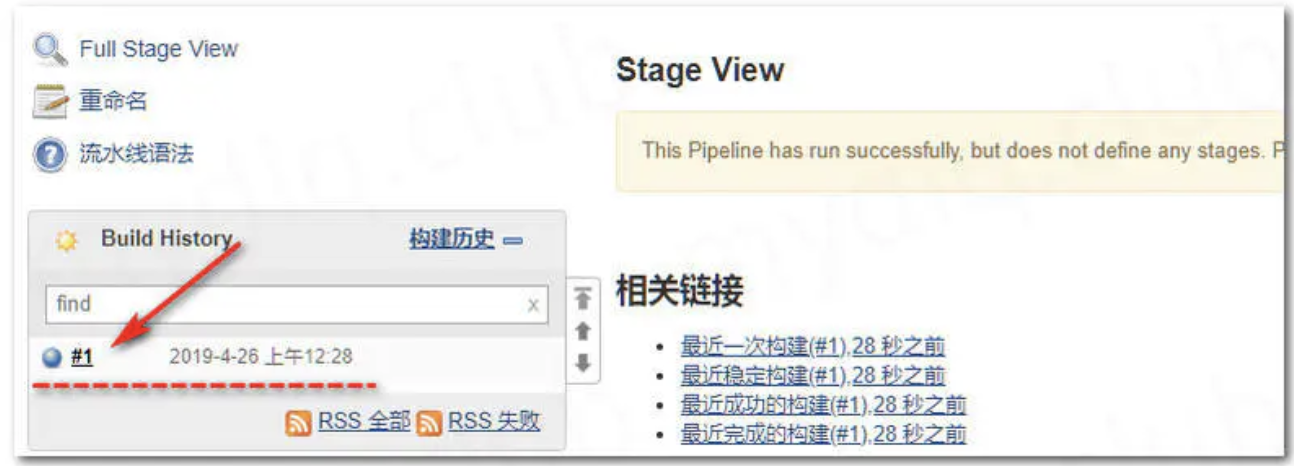 Full Stage View
重命名
流水线语法
Build History 构建历史
find x
#1 2019-4-26 上午12:28
RSS 全部 RSS 失败
Stage View
This Pipeline has run successfully, but does not define any stages. P
相关链接
最近一次构建(#1),28 秒之前
最近稳定构建(#1),28 秒之前
最近成功的构建(#1),28 秒之前
最近完成的构建(#1),28 秒之前